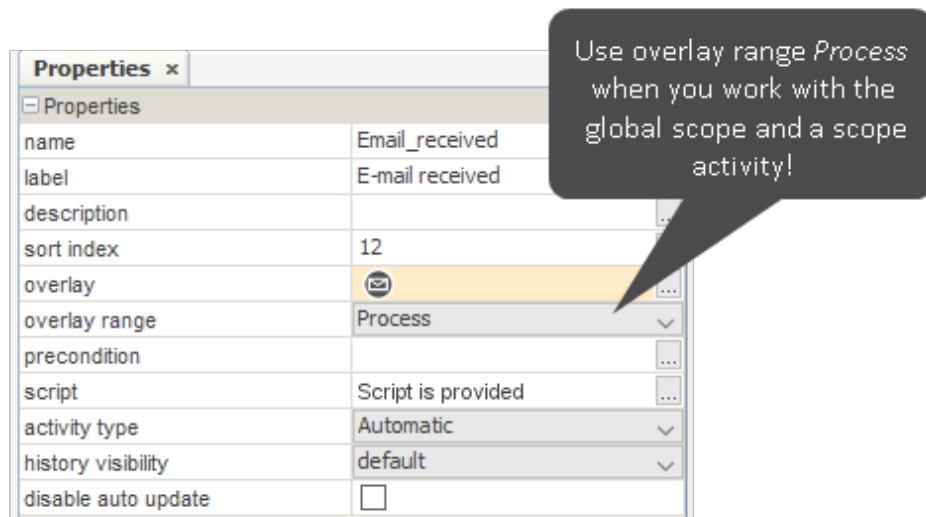 Use overlay range Process
when you work with the
global scope and a scope
activity!
Properties ×
Properties
name Email_received
label E-mail received
description ...
sort index 12
overlay ...
overlay range Process
precondition ...
script Script is provided ...
activity type Automatic
history visibility default
disable auto update